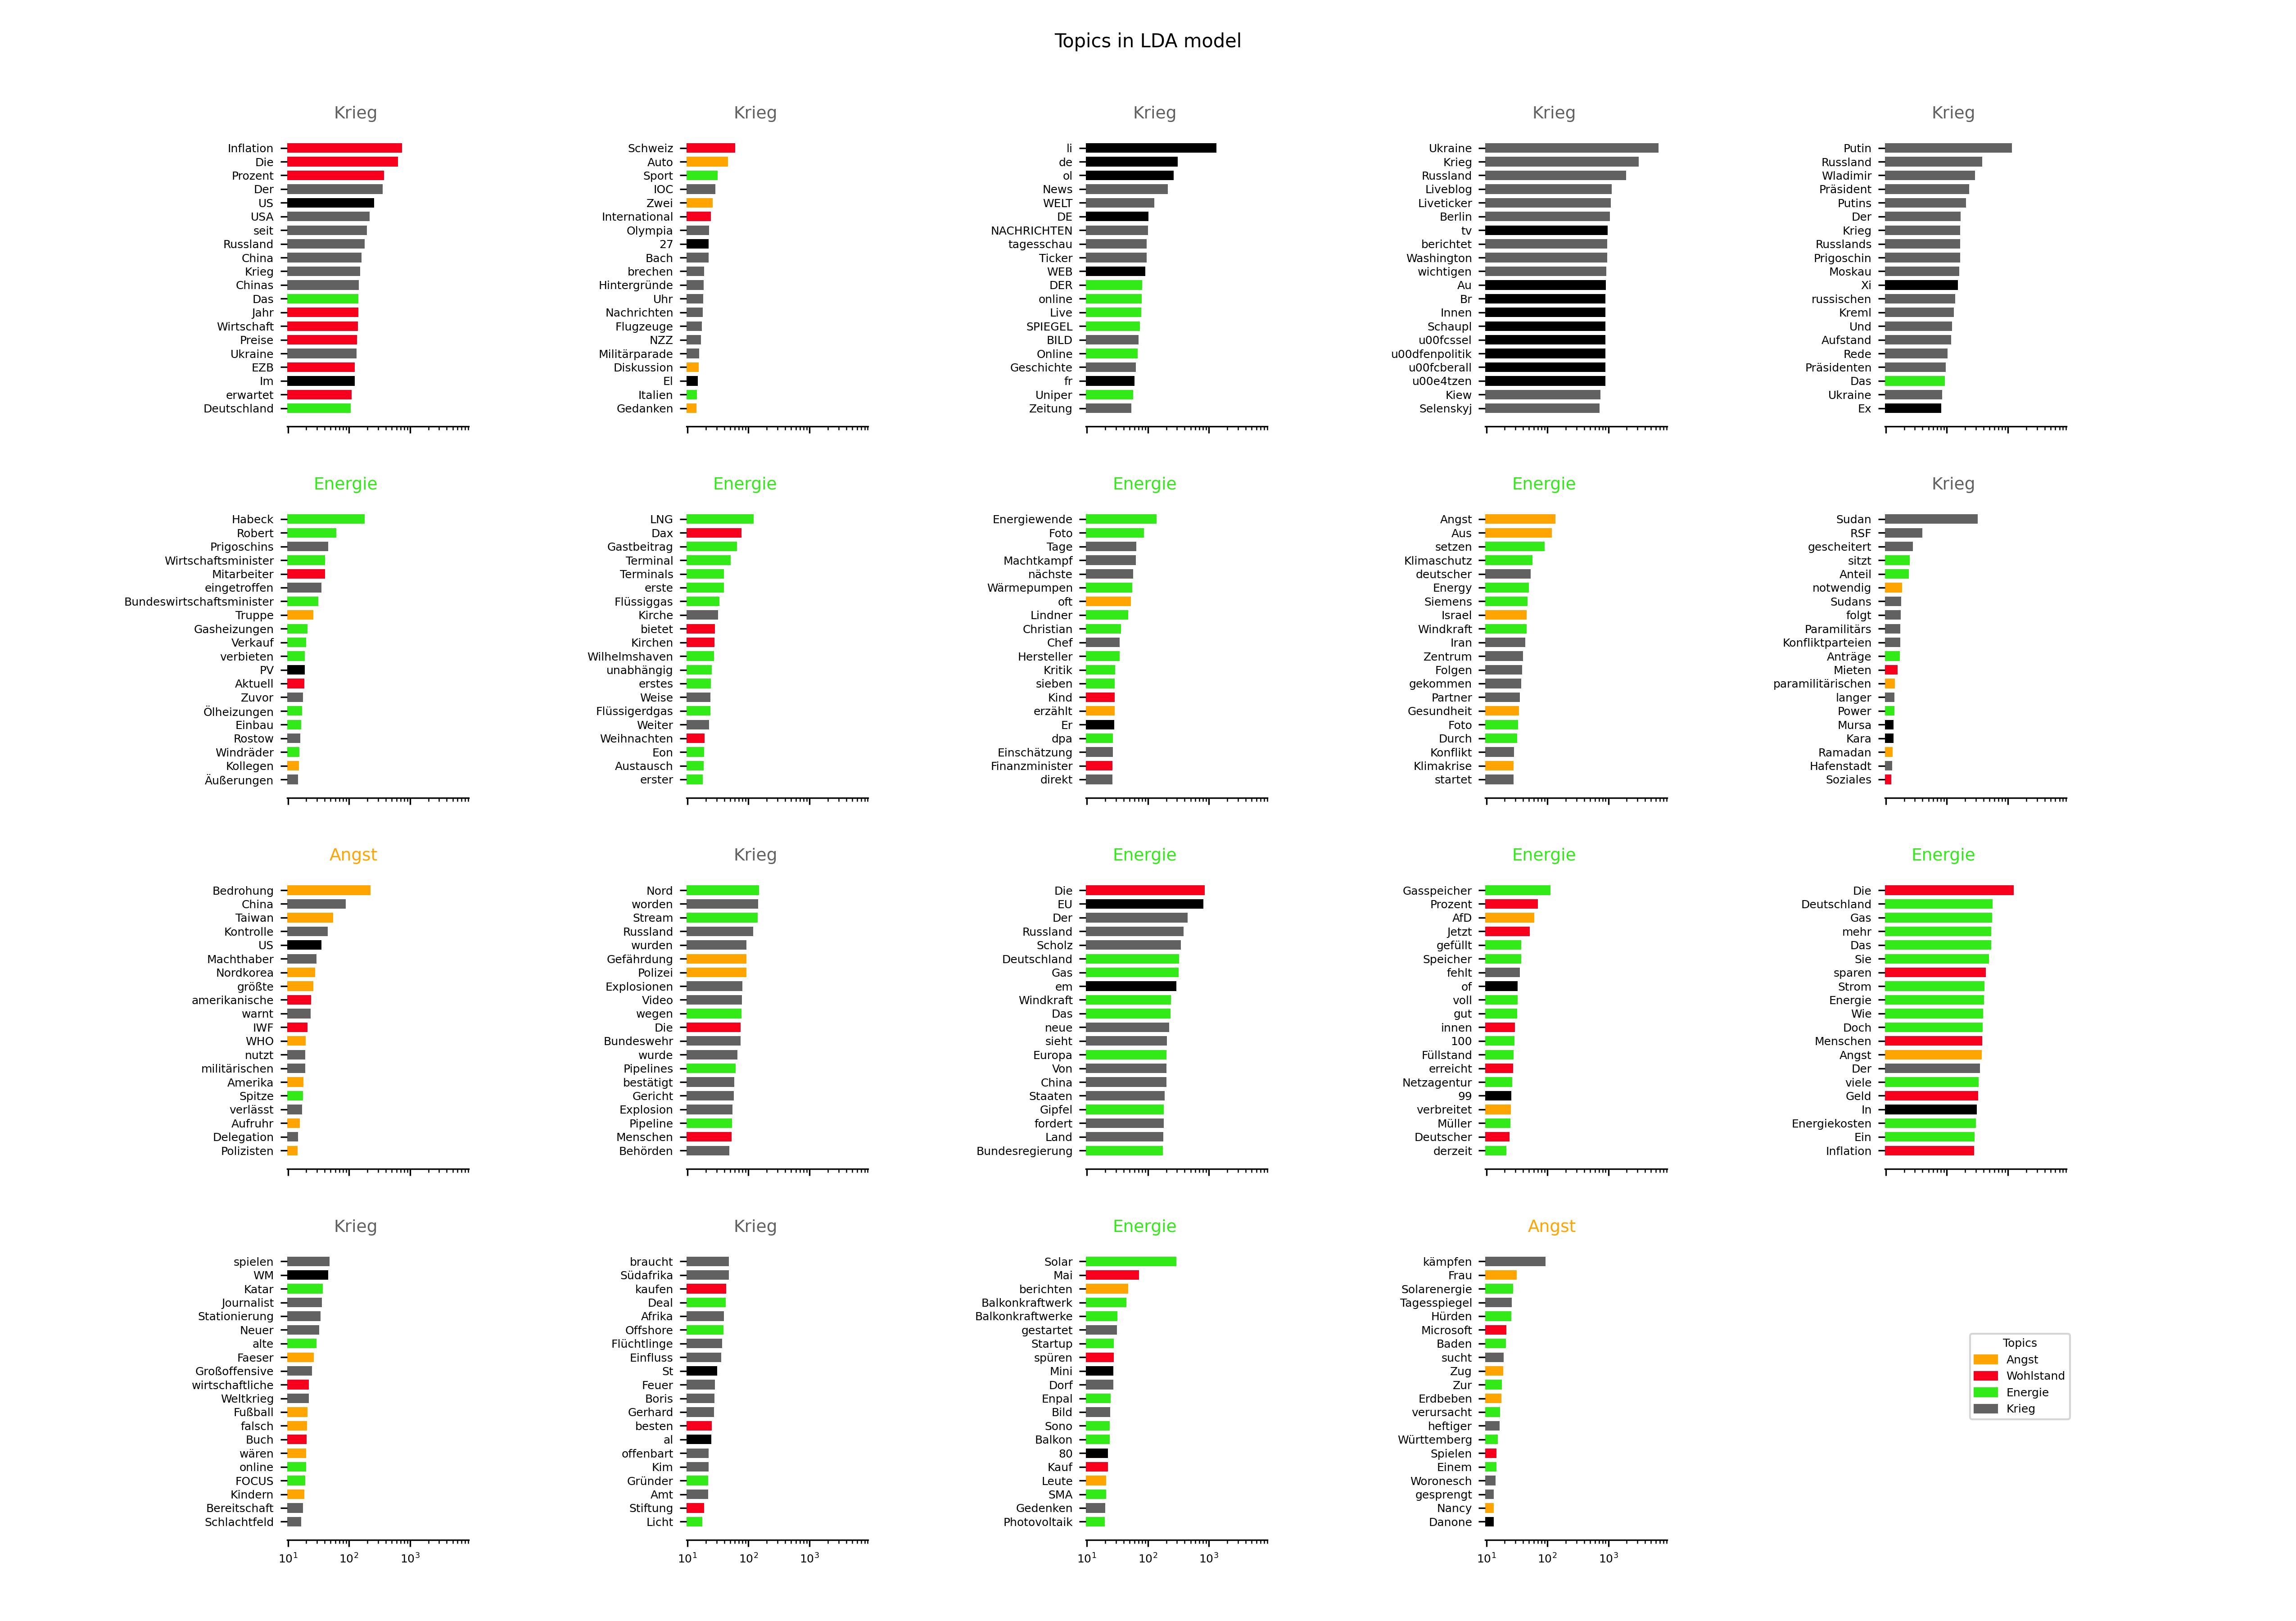 Topics in LDA model
Krieg
Inflation
Die
Prozent
Der
US
USA
seit
Russland
China
Krieg
Chinas
Das
Jahr
Wirtschaft
Preise
Ukraine
EZB
Im
erwartet
Deutschland
Krieg
Schweiz
Auto
Sport
IOC
Zwei
International
Olympia
27
Bach
brechen
Hintergründe
Uhr
Nachrichten
Flugzeuge
NZZ
Militärparade
Diskussion
El
Italien
Gedanken
Krieg
li
de
ol
News
WELT
DE
NACHRICHTEN
tagesschau
Ticker
WEB
DER
online
Live
SPIEGEL
BILD
Online
Geschichte
fr
Uniper
Zeitung
Krieg
Ukraine
Krieg
Russland
Liveblog
Liveticker
Berlin
tv
berichtet
Washington
wichtigen
Au
Br
Innen
Schaupl
u00fcssel
u00dfenpolitik
u00fcberall
u00e4tzen
Kiew
Selenskyj
Krieg
Putin
Russland
Wladimir
Präsident
Putins
Der
Krieg
Russlands
Prigoschin
Moskau
Xi
russischen
Kreml
Und
Aufstand
Rede
Präsidenten
Das
Ukraine
Ex
Energie
Habeck
Robert
Prigoschins
Wirtschaftsminister
Mitarbeiter
eingetroffen
Bundeswirtschaftsminister
Truppe
Gasheizungen
Verkauf
verbieten
PV
Aktuell
Zuvor
Ölheizungen
Einbau
Rostow
Windräder
Kollegen
Äußerungen
Energie
LNG
Dax
Gastbeitrag
Terminal
Terminals
erste
Flüssiggas
Kirche
bietet
Kirchen
Wilhelmshaven
unabhängig
erstes
Weise
Flüssigerdgas
Weiter
Weihnachten
Eon
Austausch
erster
Energie
Energiewende
Foto
Tage
Machtkampf
nächste
Wärmepumpen
oft
Lindner
Christian
Chef
Hersteller
Kritik
sieben
Kind
erzählt
Er
dpa
Einschätzung
Finanzminister
direkt
Energie
Angst
Aus
setzen
Klimaschutz
deutscher
Energy
Siemens
Israel
Windkraft
Iran
Zentrum
Folgen
gekommen
Partner
Gesundheit
Foto
Durch
Konflikt
Klimakrise
startet
Krieg
Sudan
RSF
gescheitert
sitzt
Anteil
notwendig
Sudans
folgt
Paramilitärs
Konfliktparteien
Anträge
Mieten
paramilitärischen
langer
Power
Mursa
Kara
Ramadan
Hafenstadt
Soziales
Angst
Bedrohung
China
Taiwan
Kontrolle
US
Machthaber
Nordkorea
größte
amerikanische
warnt
IWF
WHO
nutzt
militärischen
Amerika
Spitze
verlässt
Aufruhr
Delegation
Polizisten
Krieg
Nord
worden
Stream
Russland
wurden
Gefährdung
Polizei
Explosionen
Video
wegen
Die
Bundeswehr
wurde
Pipelines
bestätigt
Gericht
Explosion
Pipeline
Menschen
Behörden
Energie
Die
EU
Der
Russland
Scholz
Deutschland
Gas
em
Windkraft
Das
neue
sieht
Europa
Von
China
Staaten
Gipfel
fordert
Land
Bundesregierung
Energie
Gasspeicher
Prozent
AfD
Jetzt
gefüllt
Speicher
fehlt
of
voll
gut
innen
100
Füllstand
erreicht
Netzagentur
99
verbreitet
Müller
Deutscher
derzeit
Energie
Die
Deutschland
Gas
mehr
Das
Sie
sparen
Strom
Energie
Wie
Doch
Menschen
Angst
Der
viele
Geld
In
Energiekosten
Ein
Inflation
Krieg
spielen
WM
Katar
Journalist
Stationierung
Neuer
alte
Faeser
Großoffensive
wirtschaftliche
Weltkrieg
Fußball
falsch
Buch
wären
online
FOCUS
Kindern
Bereitschaft
Schlachtfeld
10¹ 10² 10³
Krieg
braucht
Südafrika
kaufen
Deal
Afrika
Offshore
Flüchtlinge
Einfluss
St
Feuer
Boris
Gerhard
besten
al
offenbart
Kim
Gründer
Amt
Stiftung
Licht
10¹ 10² 10³
Energie
Solar
Mai
berichten
Balkonkraftwerk
Balkonkraftwerke
gestartet
Startup
spüren
Mini
Dorf
Enpal
Bild
Sono
Balkon
80
Kauf
Leute
SMA
Gedenken
Photovoltaik
10¹ 10² 10³
Angst
kämpfen
Frau
Solarenergie
Tagesspiegel
Hürden
Microsoft
Baden
sucht
Zug
Zur
Erdbeben
verursacht
heftiger
Württemberg
Spielen
Einem
Woronesch
gesprengt
Nancy
Danone
10¹ 10² 10³
Topics
Angst
Wohlstand
Energie
Krieg